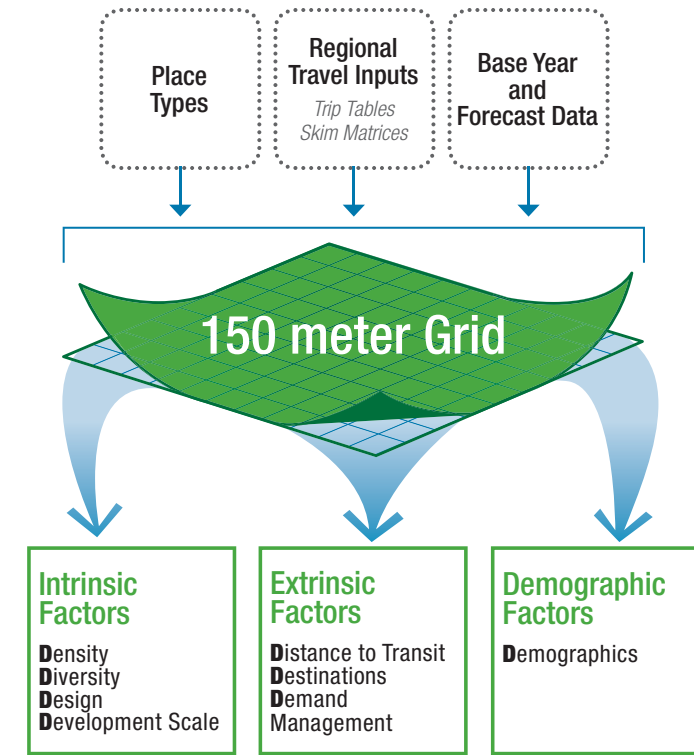 Place
Types
Regional
Travel Inputs
Trip Tables
Skim Matrices
Base Year
and
Forecast Data
150 meter Grid
Intrinsic
Factors
Density
Diversity
Design
Development Scale
Extrinsic
Factors
Distance to Transit
Destinations
Demand
Management
Demographic
Factors
Demographics